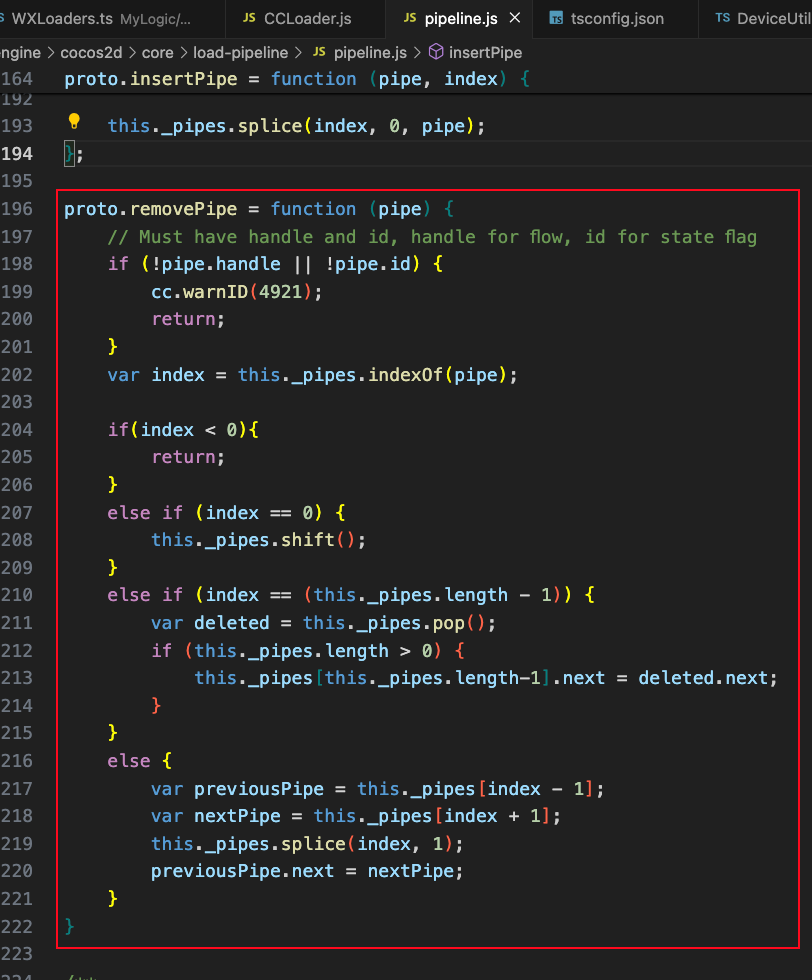 WXLoaders.ts MyLogic/... JS CCLoader.js JS pipeline.js × TS tsconfig.json TS DeviceUtil
engine > cocos2d > core > load-pipeline > JS pipeline.js > insertPipe
164 proto.insertPipe = function (pipe, index) {
192
193     this._pipes.splice(index, 0, pipe);
194 };
195
196 proto.removePipe = function (pipe) {
197     // Must have handle and id, handle for flow, id for state flag
198     if (!pipe.handle || !pipe.id) {
199         cc.warnID(4921);
200         return;
201     }
202     var index = this._pipes.indexOf(pipe);
203
204     if(index < 0){
205         return;
206     }
207     else if (index == 0) {
208         this._pipes.shift();
209     }
210     else if (index == (this._pipes.length - 1)) {
211         var deleted = this._pipes.pop();
212         if (this._pipes.length > 0) {
213             this._pipes[this._pipes.length-1].next = deleted.next;
214         }
215     }
216     else {
217         var previousPipe = this._pipes[index - 1];
218         var nextPipe = this._pipes[index + 1];
219         this._pipes.splice(index, 1);
220         previousPipe.next = nextPipe;
221     }
222 }
223